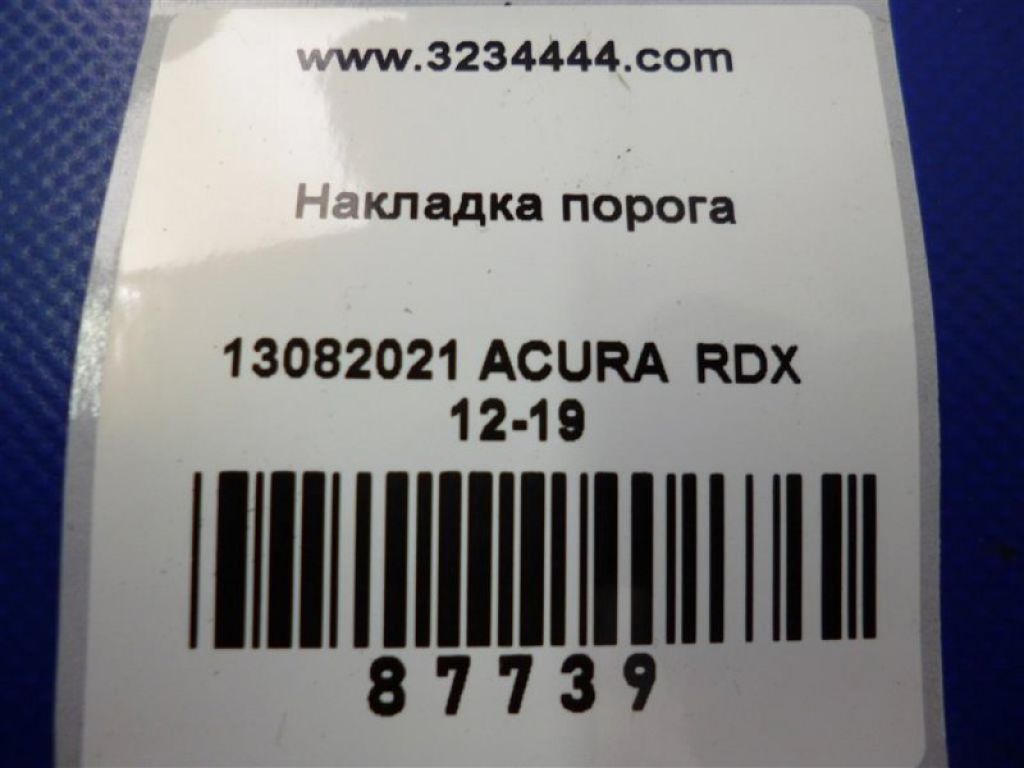 www.3234444.com
Накладка порога
13082021 ACURA RDX
12-19
87739